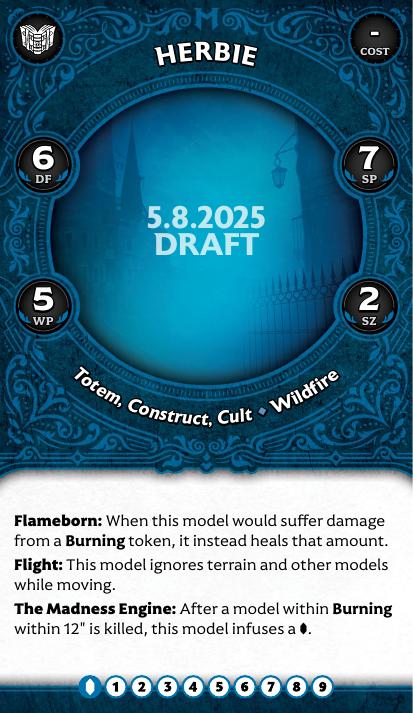 HERBIE
-
COST
6
DF
7
SP
5.8.2025
DRAFT
5
WP
2
SZ
Totem, Construct, Cult ◆ Wildfire
Flameborn: When this model would suffer damage
from a Burning token, it instead heals that amount.
Flight: This model ignores terrain and other models
while moving.
The Madness Engine: After a model within Burning
within 12" is killed, this model infuses a .
1 2 3 4 5 6 7 8 9